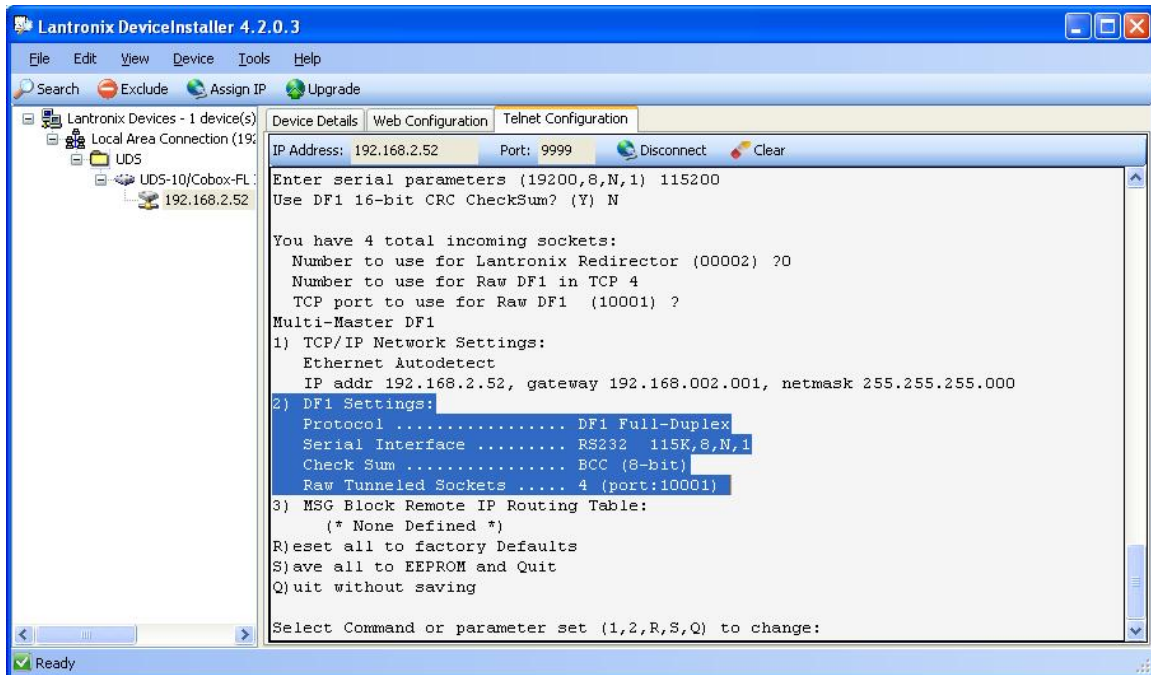 Lantronix DeviceInstaller 4.2.0.3
File Edit View Device Tools Help
Search Exclude Assign IP Upgrade
Lantronix Devices - 1 device(s)
Local Area Connection (192
UDS
UDS-10/Cobox-FL
192.168.2.52
Device Details Web Configuration Telnet Configuration
IP Address: 192.168.2.52 Port: 9999 Disconnect Clear
Enter serial parameters (19200,8,N,1) 115200
Use DF1 16-bit CRC CheckSum? (Y) N
You have 4 total incoming sockets:
Number to use for Lantronix Redirector (00002) ?0
Number to use for Raw DF1 in TCP 4
TCP port to use for Raw DF1 (10001) ?
Multi-Master DF1
1) TCP/IP Network Settings:
Ethernet Autodetect
IP addr 192.168.2.52, gateway 192.168.002.001, netmask 255.255.255.000
2) DF1 Settings:
Protocol ................. DF1 Full-Duplex
Serial Interface ......... RS232 115K,8,N,1
Check Sum ................ BCC (8-bit)
Raw Tunneled Sockets ..... 4 (port:10001)
3) MSG Block Remote IP Routing Table:
(* None Defined *)
R)eset all to factory Defaults
S)ave all to EEPROM and Quit
Q)uit without saving
Select Command or parameter set (1,2,R,S,Q) to change:
Ready